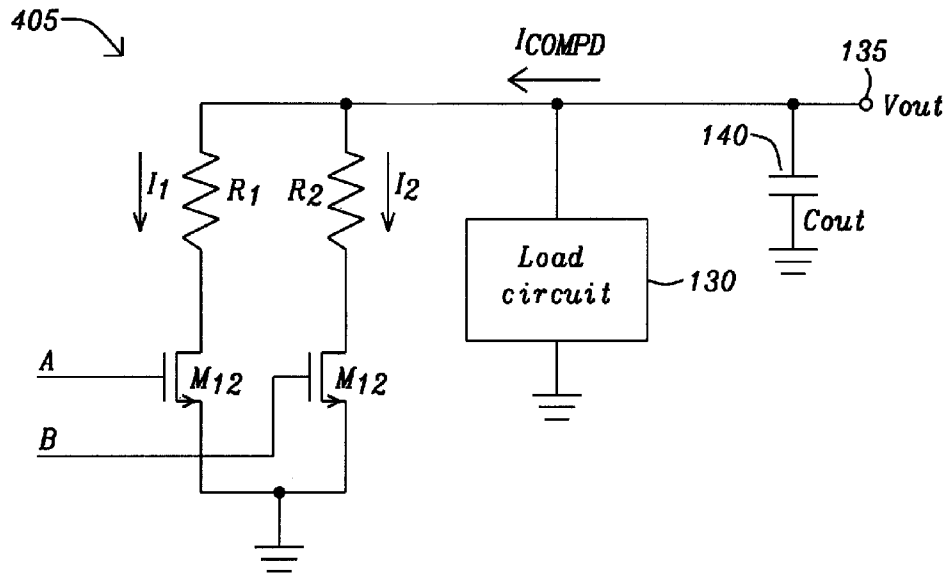 405
I_COMPD
135
Vout
140
I1
R1
R2
I2
Cout
Load
circuit
130
A
M12
M12
B